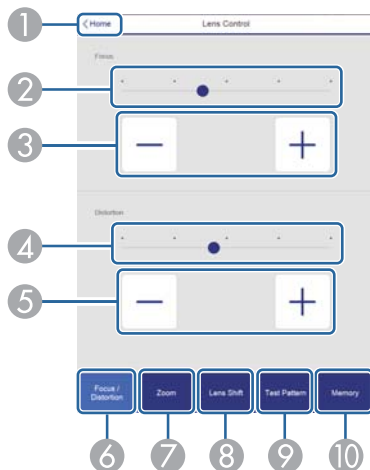 1
< Home
Lens Control
Focus
2
3
Distortion
4
5
Focus /
Distortion
Zoom
Lens Shift
Test Pattern
Memory
6
7
8
9
10